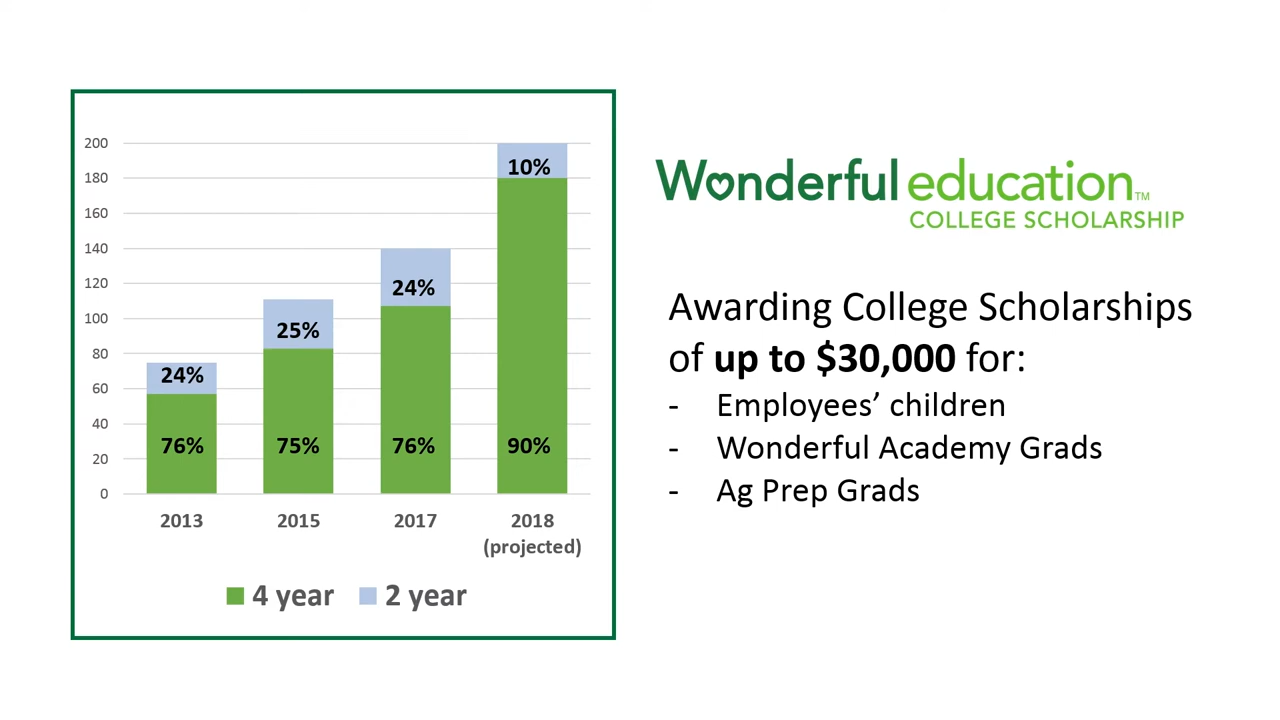 200
180
160
140
120
100
80
60
40
20
0
24%
76%
25%
75%
24%
76%
10%
90%
2013
2015
2017
2018
(projected)
4 year
2 year
Wonderful education™
COLLEGE SCHOLARSHIP
Awarding College Scholarships
of up to $30,000 for:
- Employees’ children
- Wonderful Academy Grads
- Ag Prep Grads